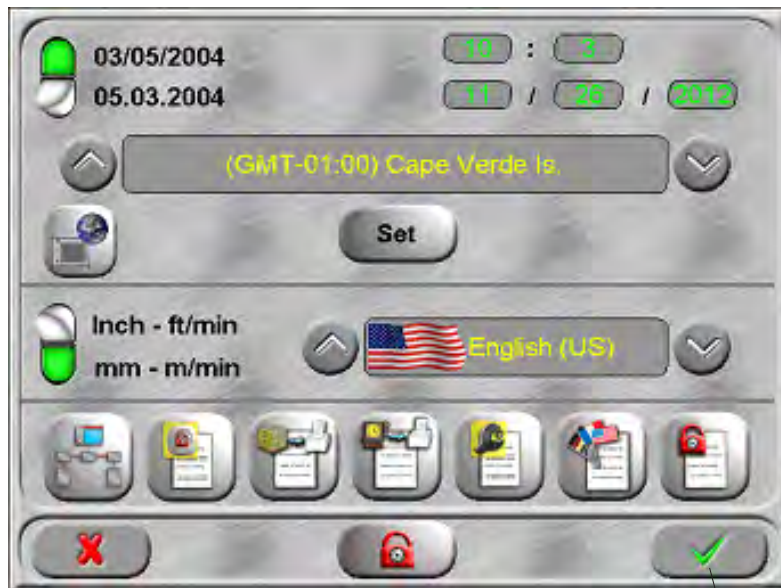 03/05/2004
10 : 3
05.03.2004
11 / 26 / 2012
(GMT-01:00) Cape Verde Is.
Set
Inch - ft/min
mm - m/min
English (US)